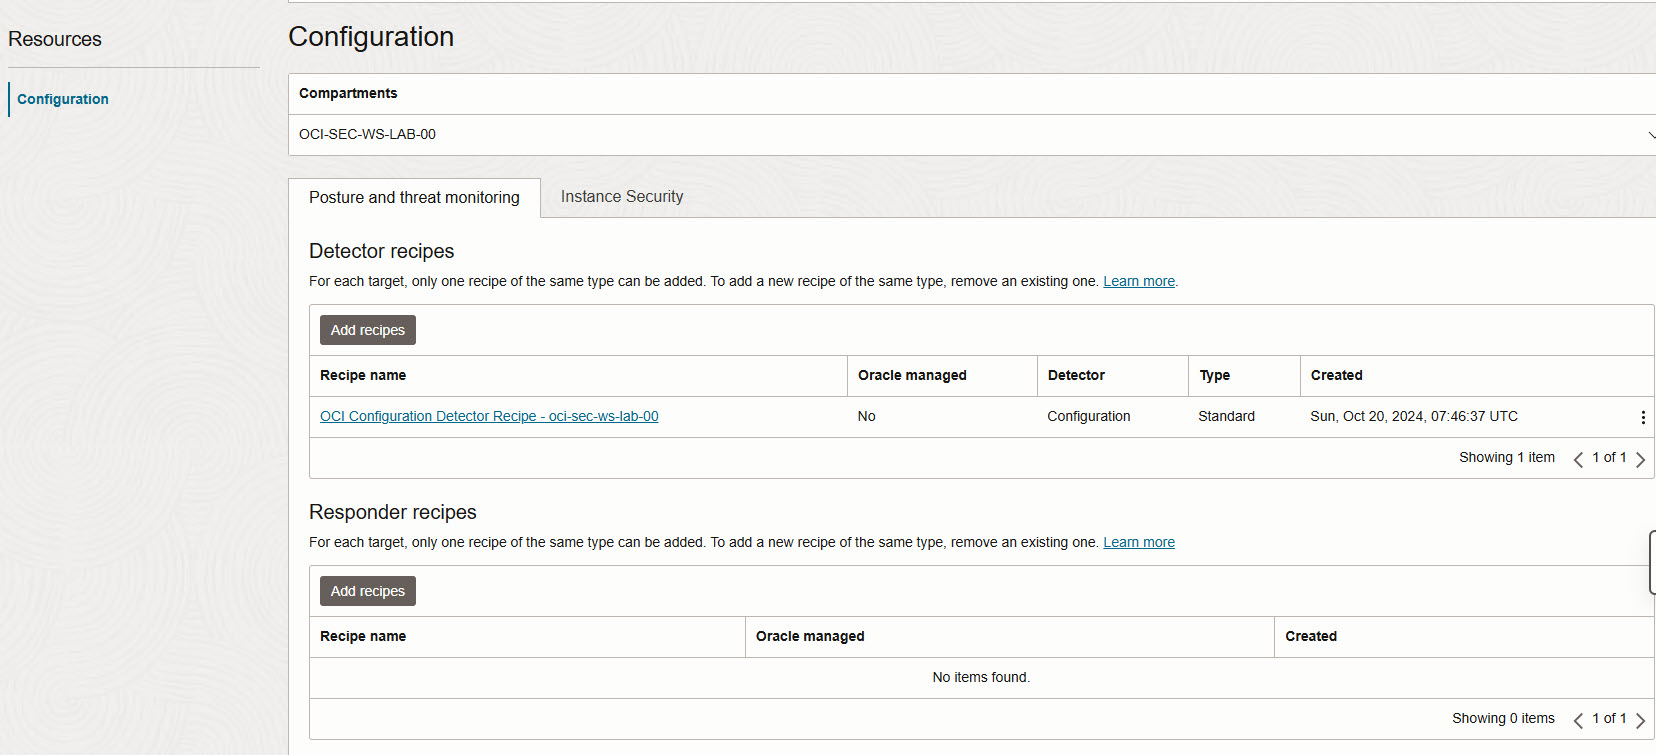 Resources
Configuration
Configuration
Compartments
OCI-SEC-WS-LAB-00
Posture and threat monitoring
Instance Security
Detector recipes
For each target, only one recipe of the same type can be added. To add a new recipe of the same type, remove an existing one. Learn more.
Add recipes
Recipe name Oracle managed Detector Type Created
OCI Configuration Detector Recipe - oci-sec-ws-lab-00 No Configuration Standard Sun, Oct 20, 2024, 07:46:37 UTC
Showing 1 item 1 of 1
Responder recipes
For each target, only one recipe of the same type can be added. To add a new recipe of the same type, remove an existing one. Learn more
Add recipes
Recipe name Oracle managed Created
No items found.
Showing 0 items 1 of 1